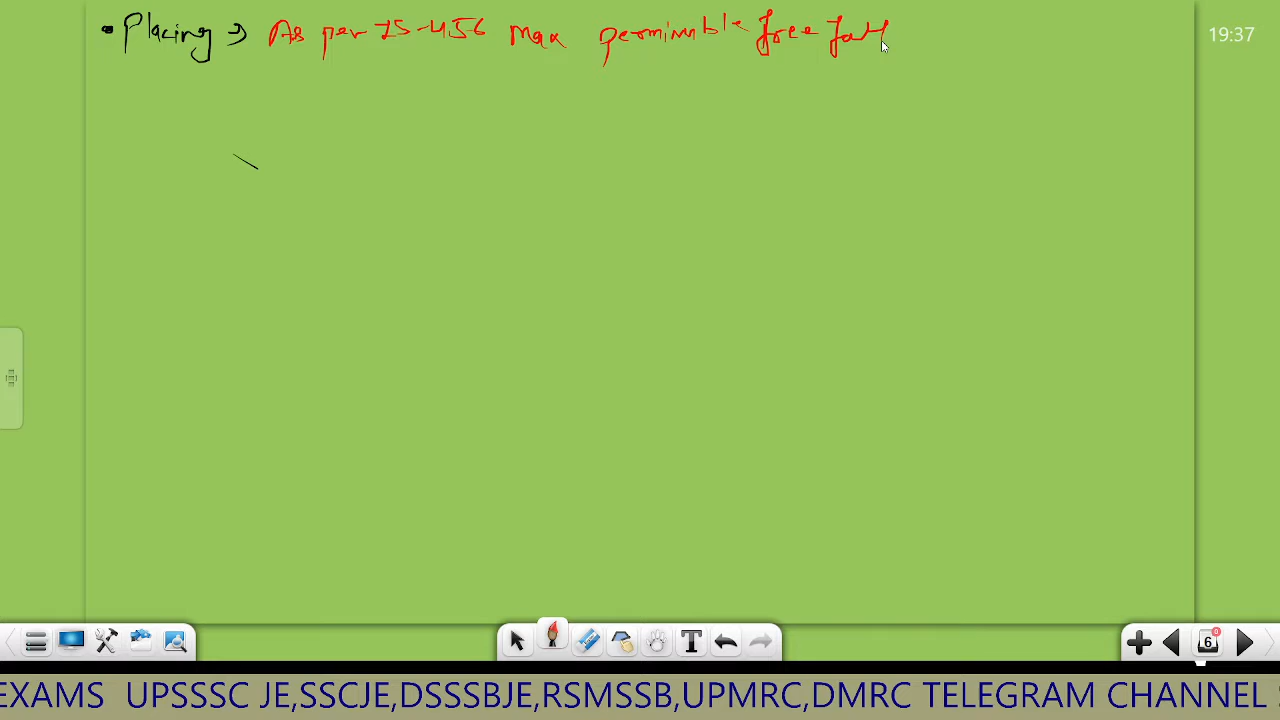 • Placing ⇒ As per IS-456 Max permissible free fall
19:37
6
EXAMS UPSSSC JE,SSCJE,DSSSBJE,RSMSSB,UPMRC,DMRC TELEGRAM CHANNEL